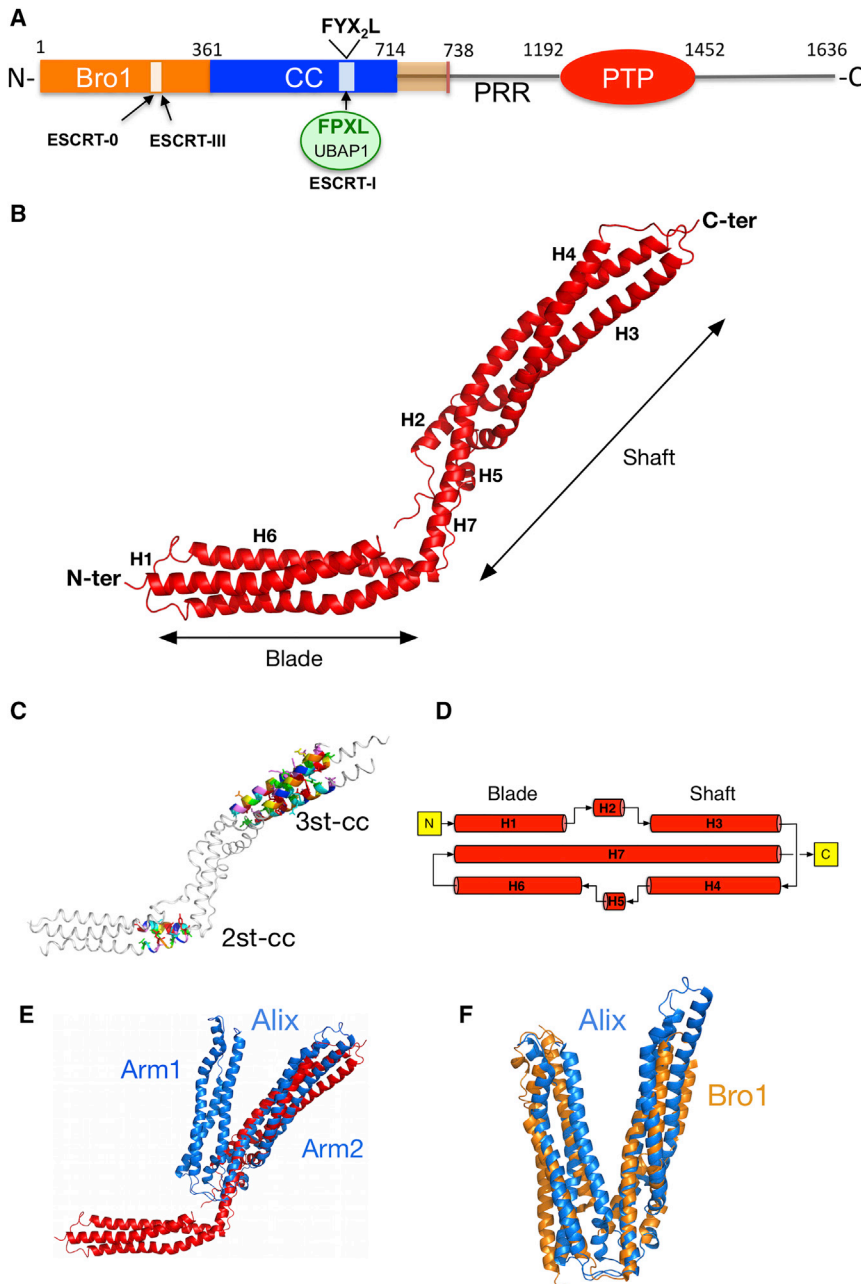 A
FYX₂L
1 361 714 738 1192 1452 1636
N- Bro1 CC PTP -C
PRR
ESCRT-0 ESCRT-III
FPXL
UBAP1
ESCRT-I
B
C-ter
H4
H3
H2
Shaft
H5
H7
H6
H1
N-ter
Blade
C
3st-cc
2st-cc
D
Blade Shaft
H2
N H1 H3
H7 C
H6 H4
H5
E
Alix
Arm1
Arm2
F
Alix
Bro1